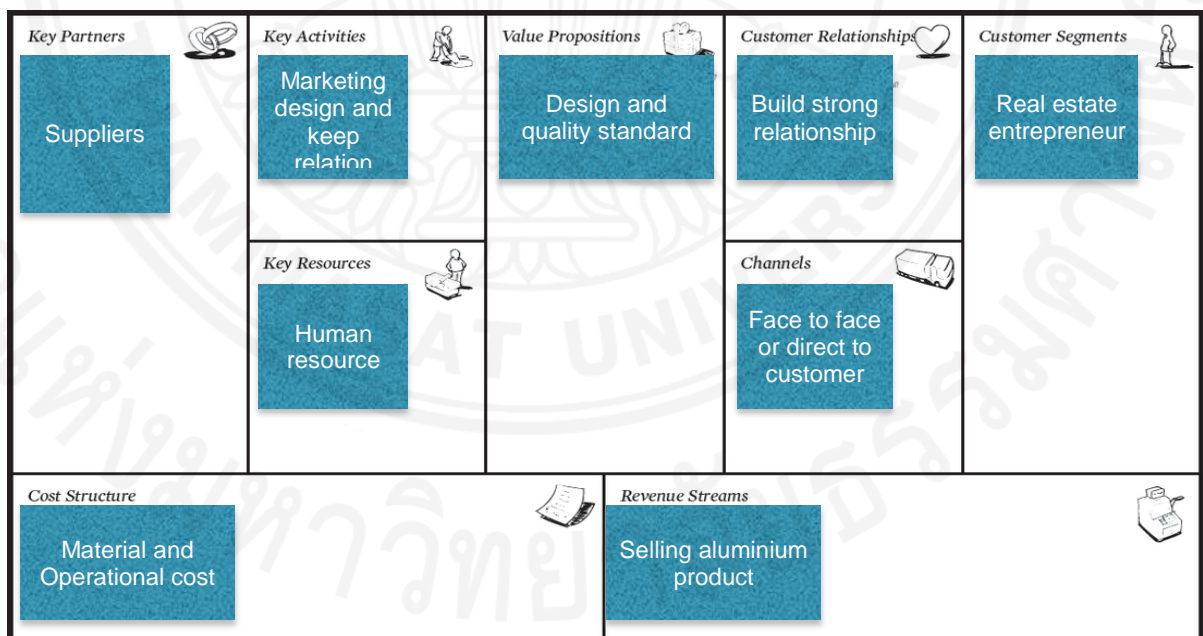 Key Partners
Suppliers
Key Activities
Marketing
design and
keep
relation
Key Resources
Human
resource
Value Propositions
Design and
quality standard
Customer Relationships
Build strong
relationship
Channels
Face to face
or direct to
customer
Customer Segments
Real estate
entrepreneur
Cost Structure
Material and
Operational cost
Revenue Streams
Selling aluminium
product